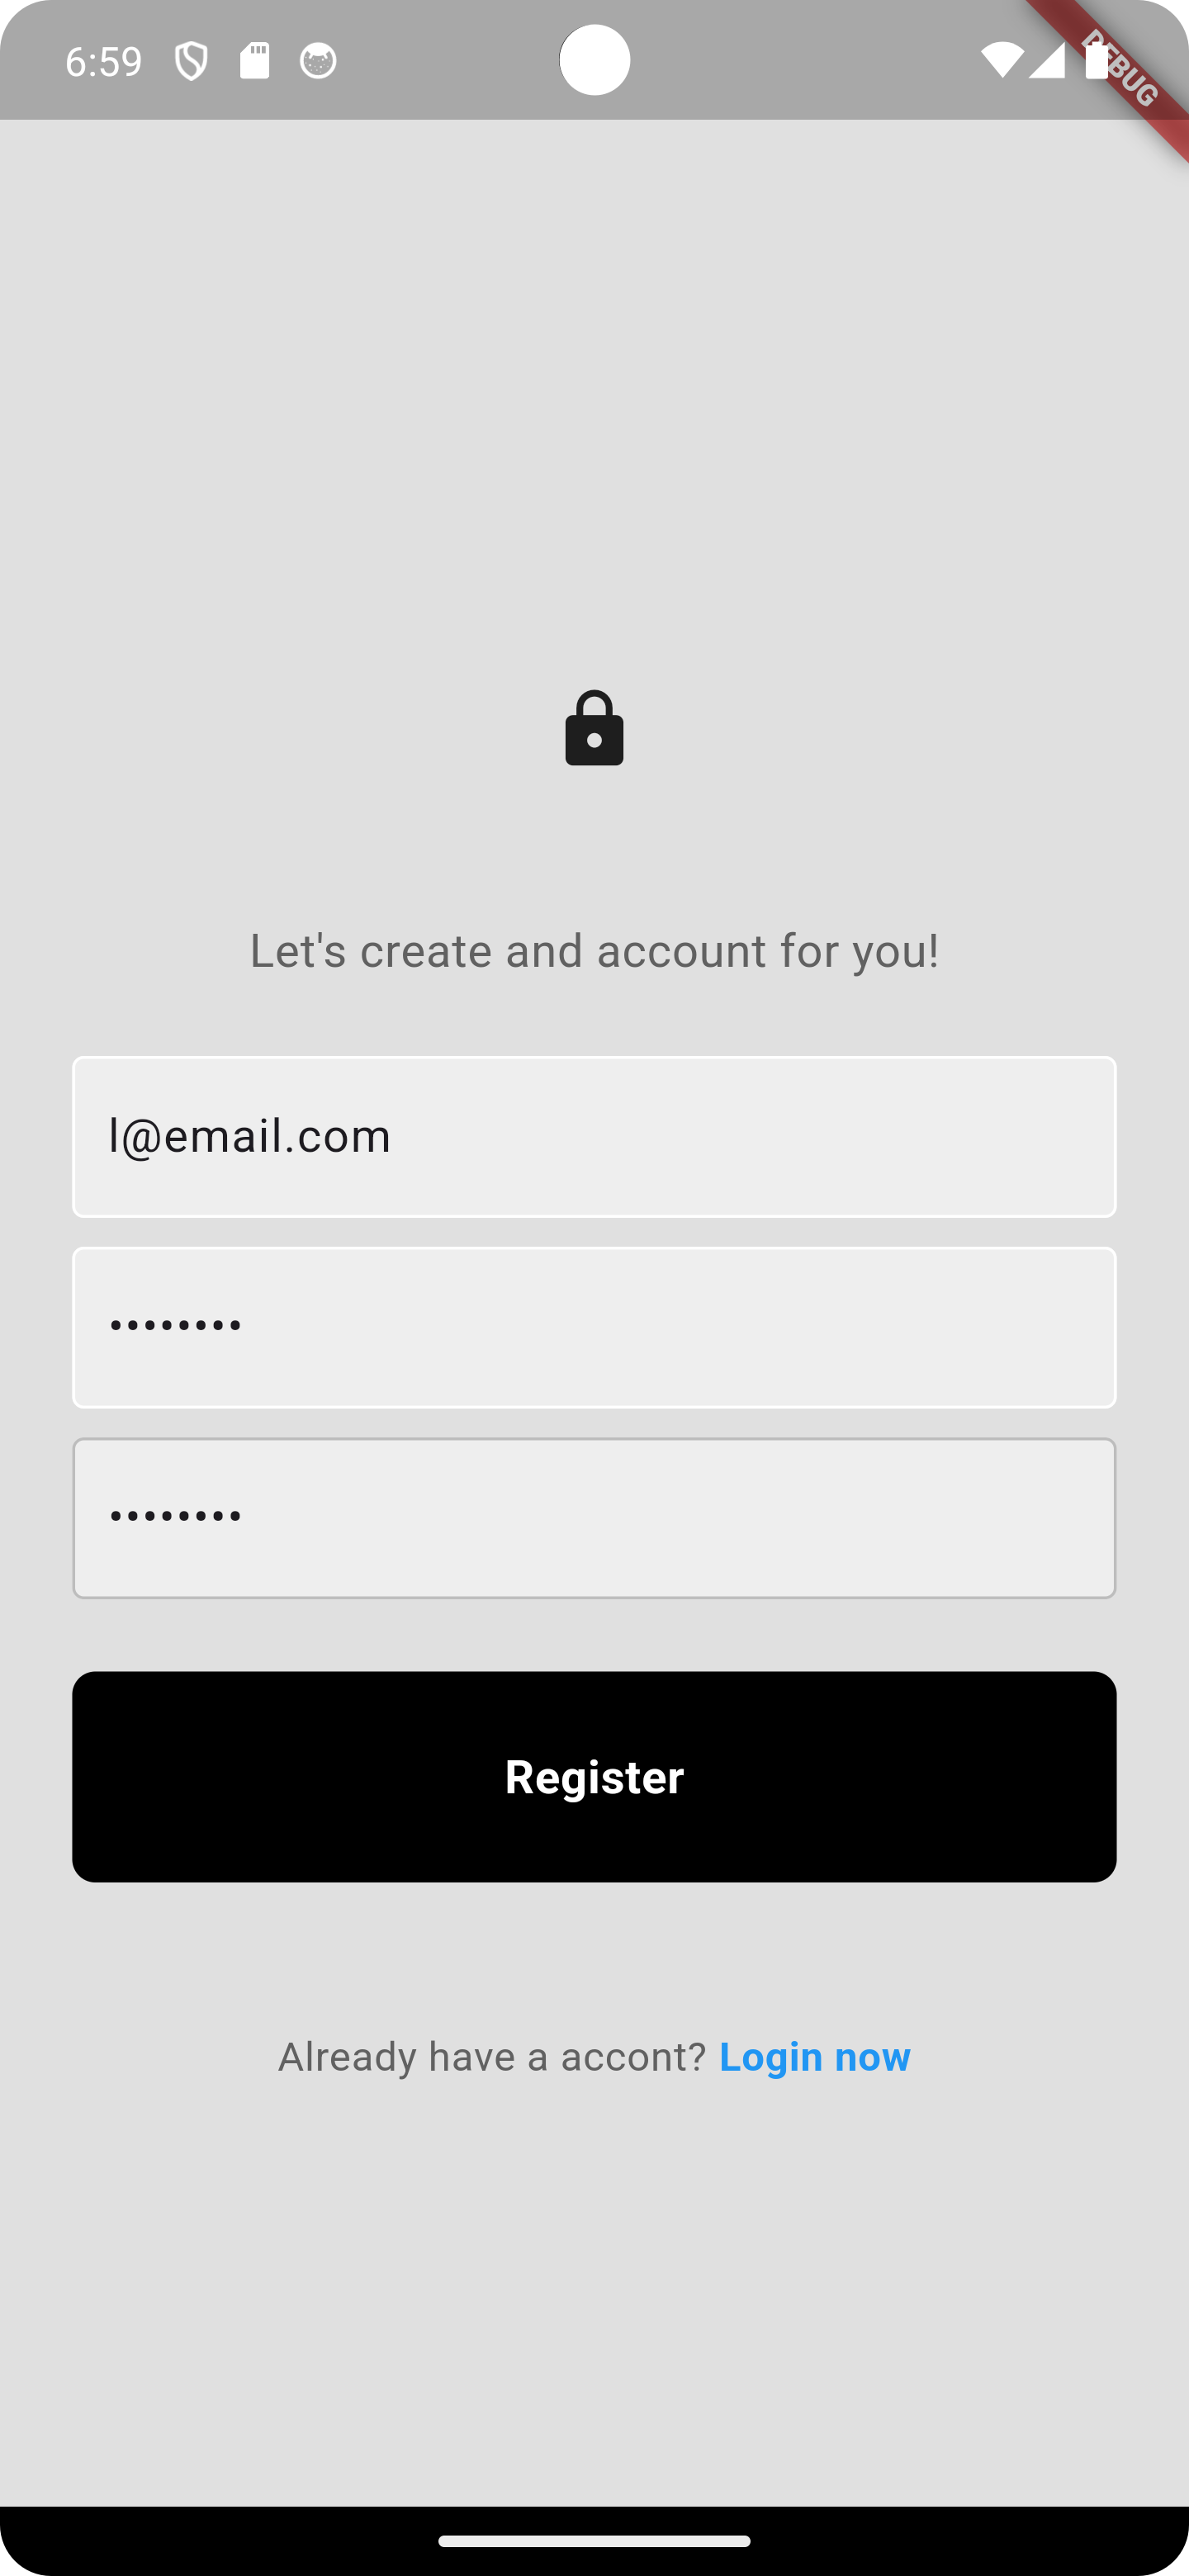 6:59
DEBUG
Let's create and account for you!
l@email.com
••••••••
••••••••
Register
Already have a accont? Login now